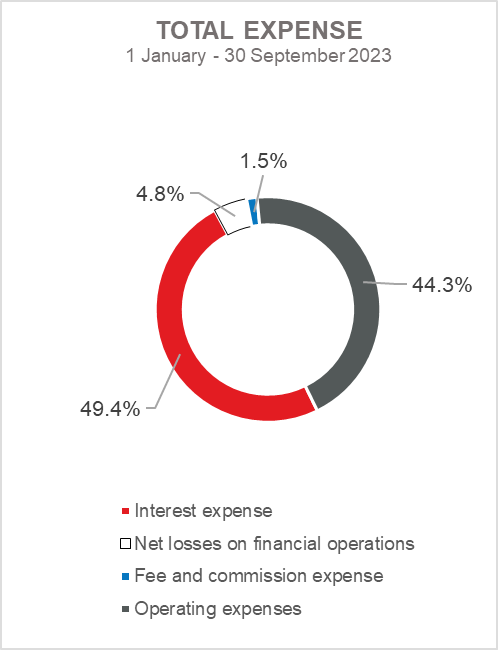 TOTAL EXPENSE
1 January - 30 September 2023
1.5%
4.8%
44.3%
49.4%
Interest expense
Net losses on financial operations
Fee and commission expense
Operating expenses